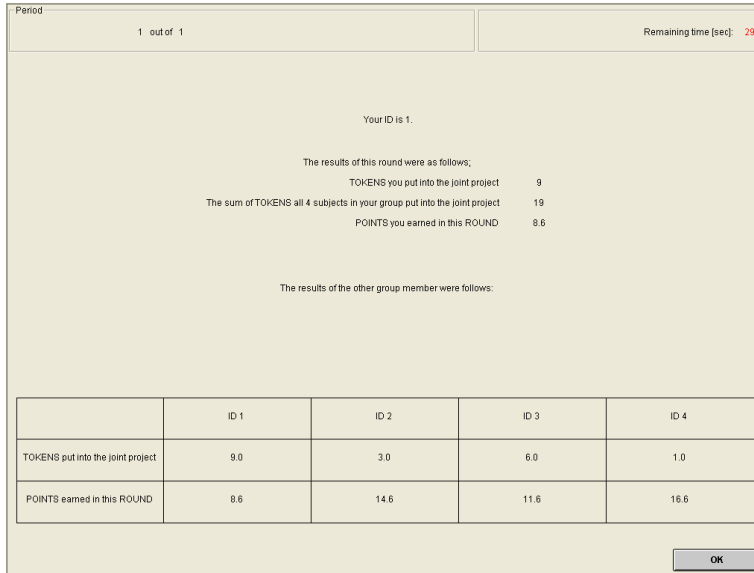 Period
1 out of 1
Remaining time [sec]: 29
Your ID is 1.
The results of this round were as follows;
TOKENS you put into the joint project 9
The sum of TOKENS all 4 subjects in your group put into the joint project 19
POINTS you earned in this ROUND 8.6
The results of the other group member were follows:
ID 1 ID 2 ID 3 ID 4
TOKENS put into the joint project 9.0 3.0 6.0 1.0
POINTS earned in this ROUND 8.6 14.6 11.6 16.6
OK